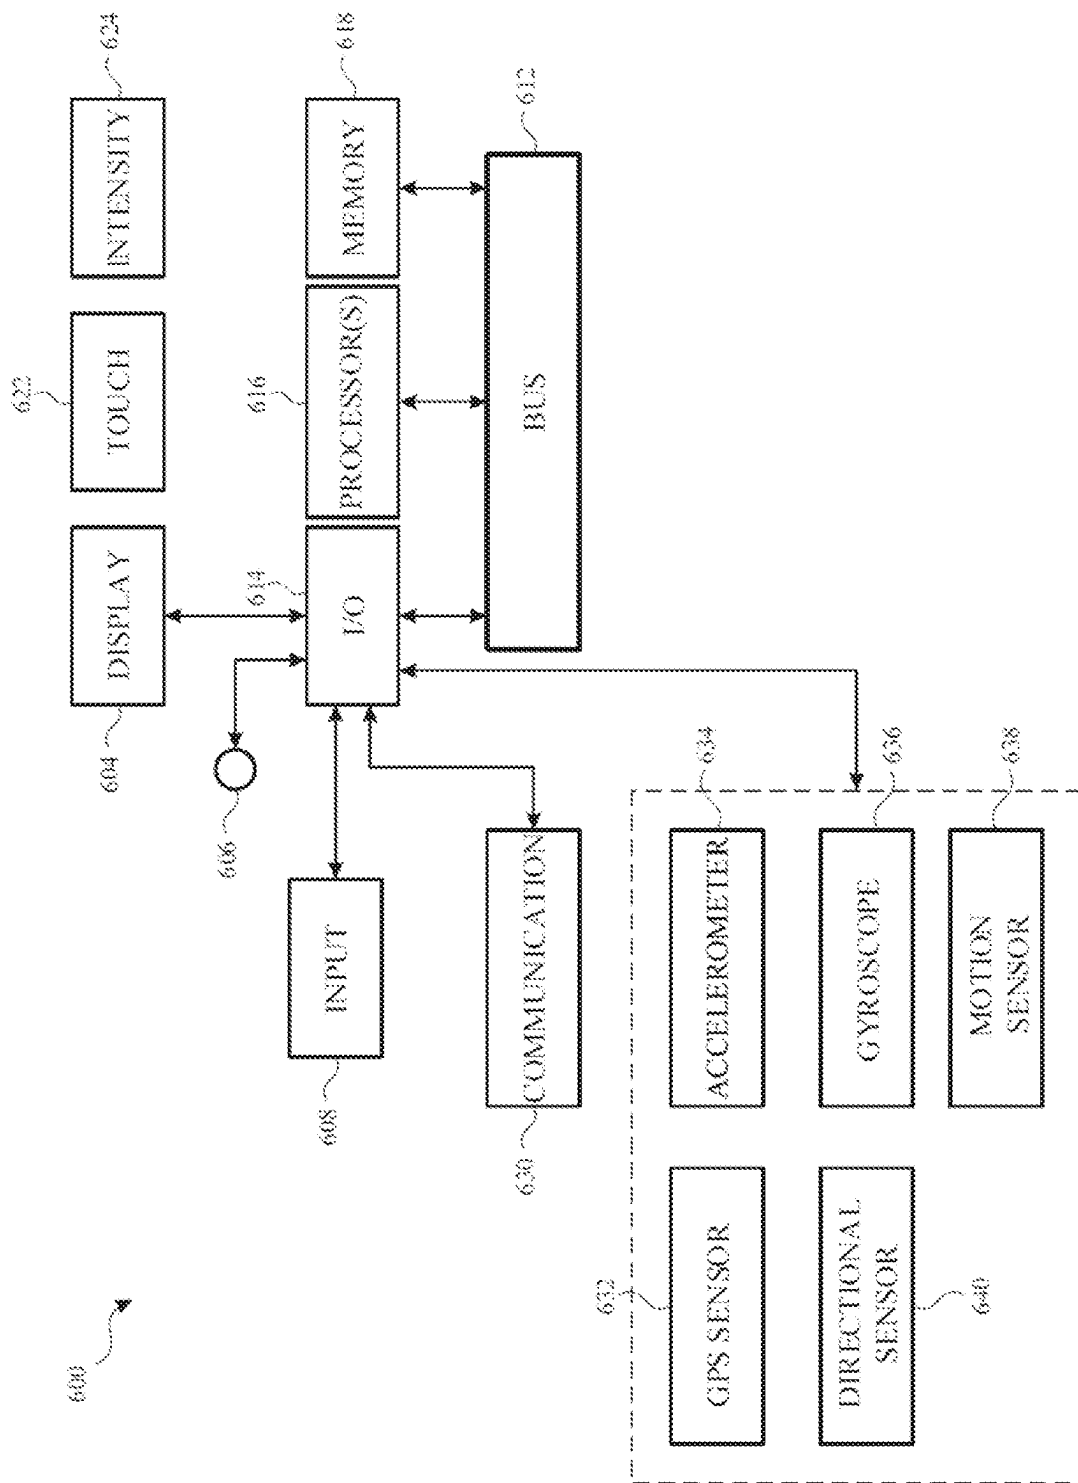 600
622
604
624
DISPLAY
TOUCH
INTENSITY
606
614
616
618
608
INPUT
I/O
PROCESSOR(S)
MEMORY
630
COMMUNICATION
BUS
612
632
634
GPS SENSOR
ACCELEROMETER
636
DIRECTIONAL
SENSOR
GYROSCOPE
640
638
MOTION
SENSOR